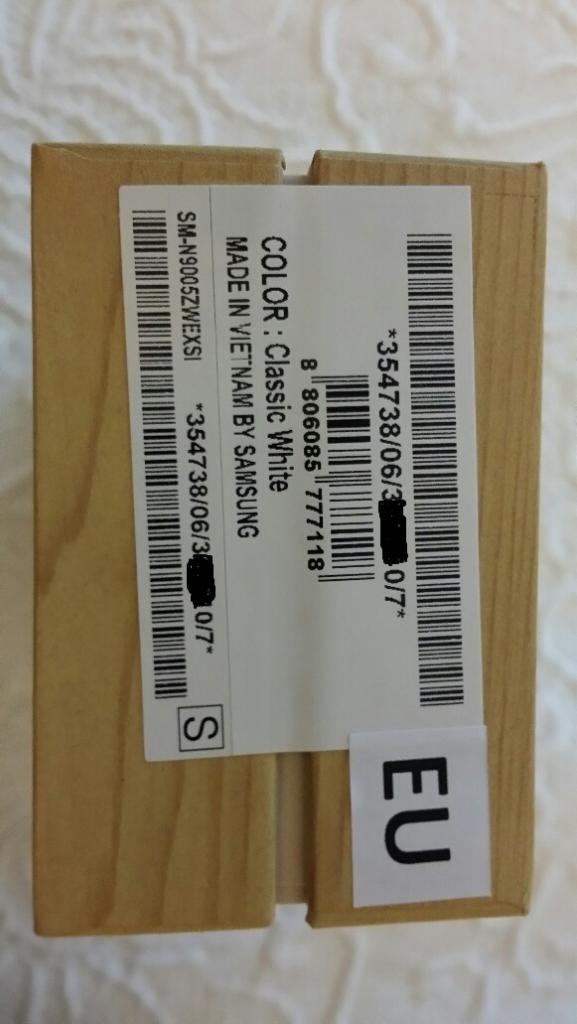 *354738/06/3 0/7*
8 806085 777118
COLOR : Classic White
MADE IN VIETNAM BY SAMSUNG
SM-N9005ZWEXSI *354738/06/3 0/7*
S
EU